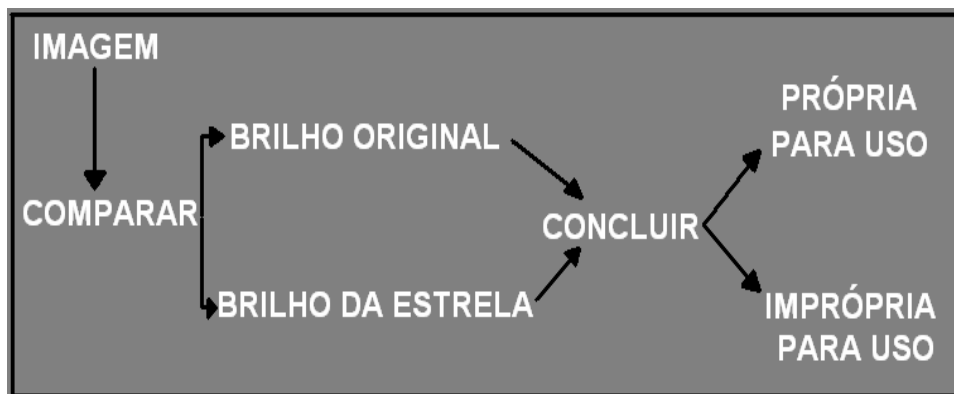 IMAGEM
COMPARAR
BRILHO ORIGINAL
BRILHO DA ESTRELA
CONCLUIR
PRÓPRIA
PARA USO
IMPRÓPRIA
PARA USO